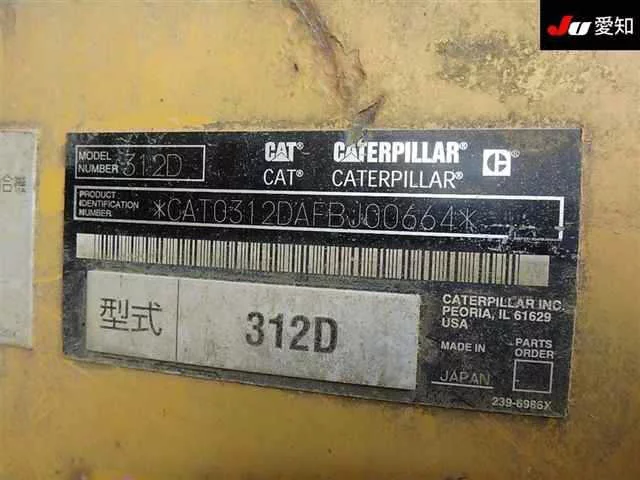 JU 愛知
MODEL NUMBER 312D
CAT CATERPILLAR C
CAT CATERPILLAR
PRODUCT IDENTIFICATION NUMBER *CAT0312DAFBJ00664*
型式 312D
CATERPILLAR INC.
PEORIA, IL 61629
USA
MADE IN JAPAN
PARTS ORDER
239-6986X